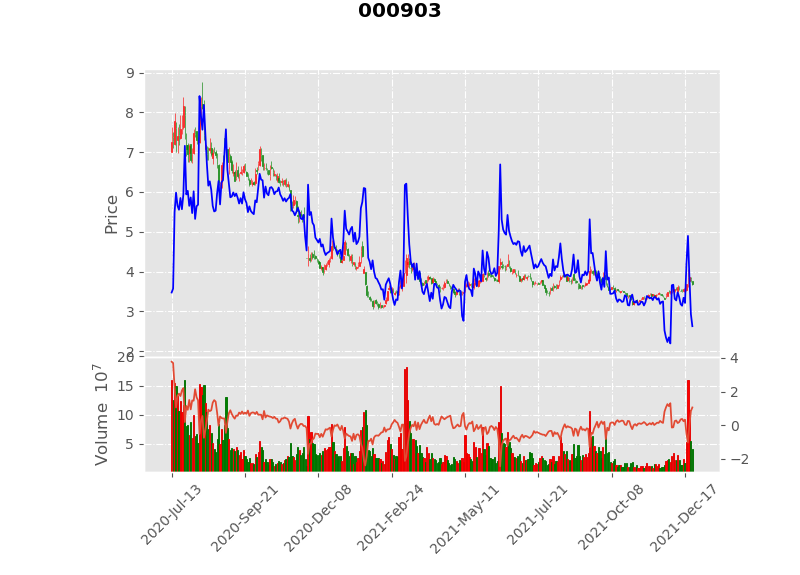 000903
9
8
7
6
5
4
3
2
Price
20
15
10
5
Volume 10^7
4
2
0
−2
2020-Jul-13
2020-Sep-21
2020-Dec-08
2021-Feb-24
2021-May-11
2021-Jul-21
2021-Oct-08
2021-Dec-17